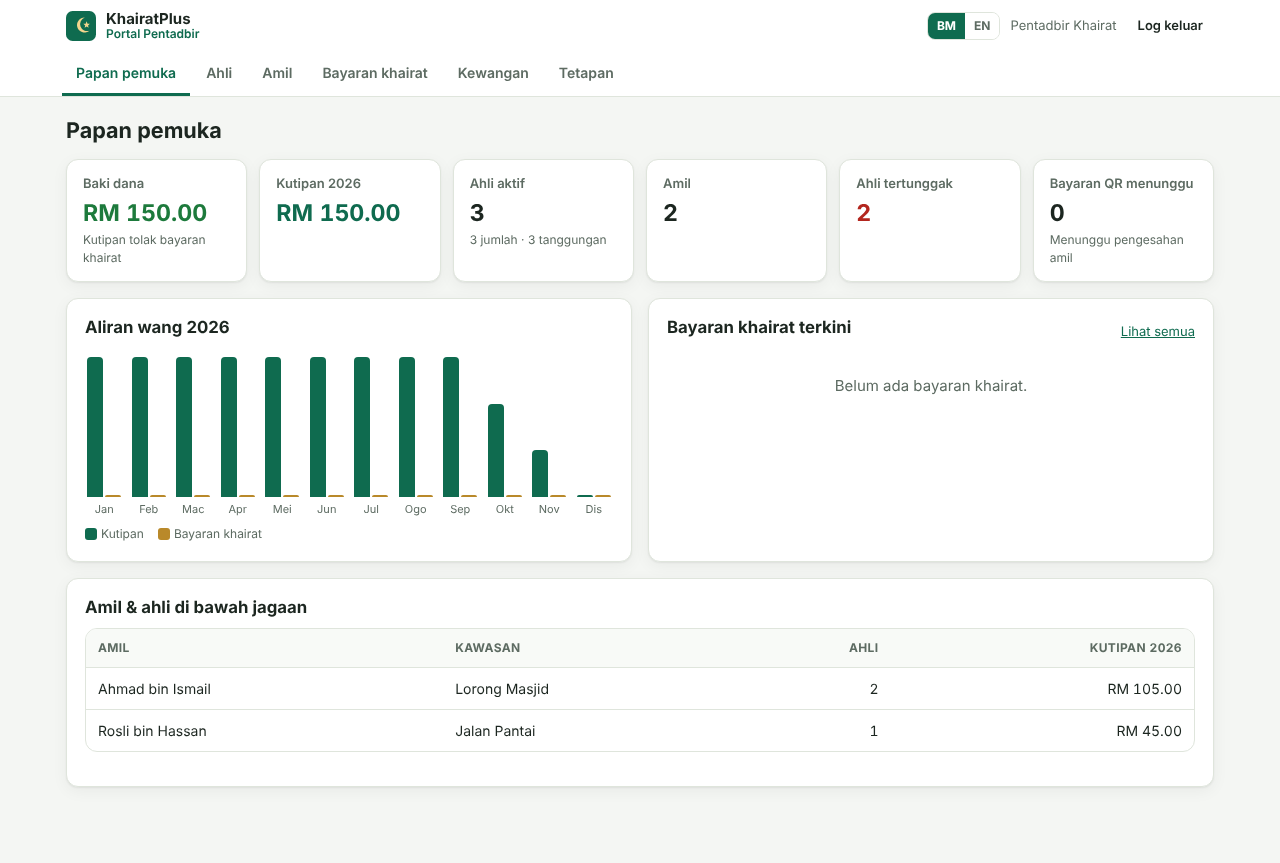 KhairatPlus
Portal Pentadbir
BM EN Pentadbir Khairat Log keluar
Papan pemuka Ahli Amil Bayaran khairat Kewangan Tetapan
Papan pemuka
Baki dana
RM 150.00
Kutipan tolak bayaran
khairat
Kutipan 2026
RM 150.00
Ahli aktif
3
3 jumlah · 3 tanggungan
Amil
2
Ahli tertunggak
2
Bayaran QR menunggu
0
Menunggu pengesahan
amil
Aliran wang 2026
Jan Feb Mac Apr Mei Jun Jul Ogo Sep Okt Nov Dis
Kutipan Bayaran khairat
Bayaran khairat terkini
Lihat semua
Belum ada bayaran khairat.
Amil & ahli di bawah jagaan
AMIL KAWASAN AHLI KUTIPAN 2026
Ahmad bin Ismail Lorong Masjid 2 RM 105.00
Rosli bin Hassan Jalan Pantai 1 RM 45.00